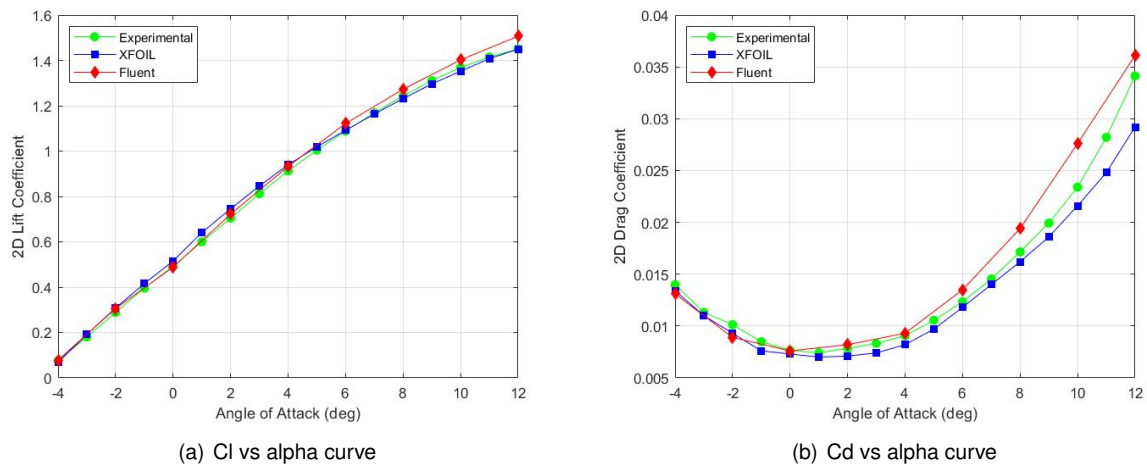 1.6
1.4
1.2
1
0.8
0.6
0.4
0.2
0
2D Lift Coefficient
Experimental
XFOIL
Fluent
-4 -2 0 2 4 6 8 10 12
Angle of Attack (deg)
(a) Cl vs alpha curve
0.04
0.035
0.03
0.025
0.02
0.015
0.01
0.005
2D Drag Coefficient
Experimental
XFOIL
Fluent
-4 -2 0 2 4 6 8 10 12
Angle of Attack (deg)
(b) Cd vs alpha curve